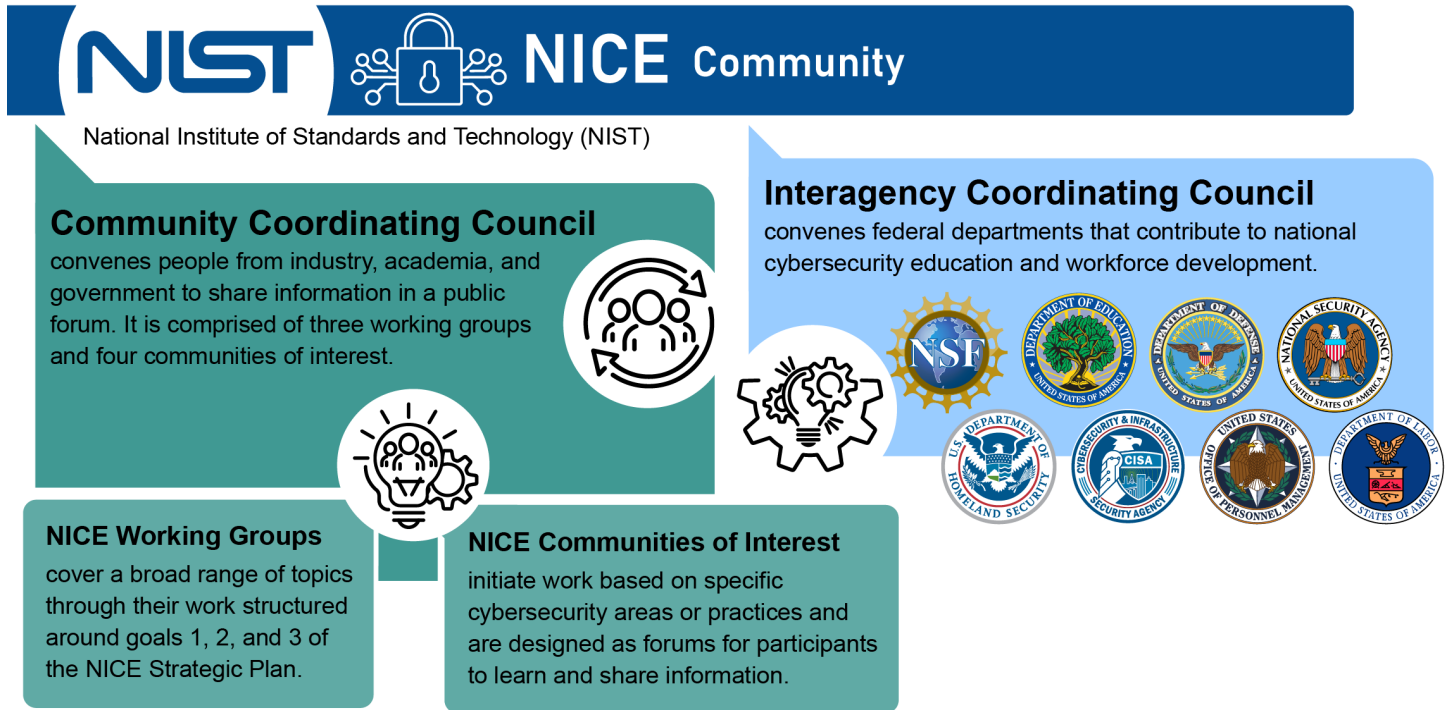 NIST
NICE Community
National Institute of Standards and Technology (NIST)
Community Coordinating Council
convenes people from industry, academia, and
government to share information in a public
forum. It is comprised of three working groups
and four communities of interest.
NICE Working Groups
cover a broad range of topics
through their work structured
around goals 1, 2, and 3 of
the NICE Strategic Plan.
NICE Communities of Interest
initiate work based on specific
cybersecurity areas or practices and
are designed as forums for participants
to learn and share information.
Interagency Coordinating Council
convenes federal departments that contribute to national
cybersecurity education and workforce development.
NSF
DEPARTMENT OF EDUCATION
UNITED STATES OF AMERICA
DEPARTMENT OF DEFENSE
UNITED STATES OF AMERICA
NATIONAL SECURITY AGENCY
UNITED STATES OF AMERICA
U.S. DEPARTMENT OF
HOMELAND SECURITY
CYBERSECURITY & INFRASTRUCTURE
CISA
SECURITY AGENCY
UNITED STATES
OFFICE OF PERSONNEL MANAGEMENT
DEPARTMENT OF LABOR
UNITED STATES OF AMERICA